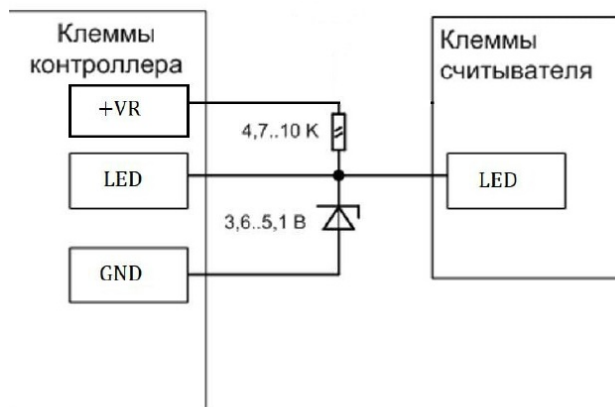 Клеммы
контроллера
Клеммы
считывателя
+VR
4,7..10 К
LED
LED
3,6..5,1 В
GND